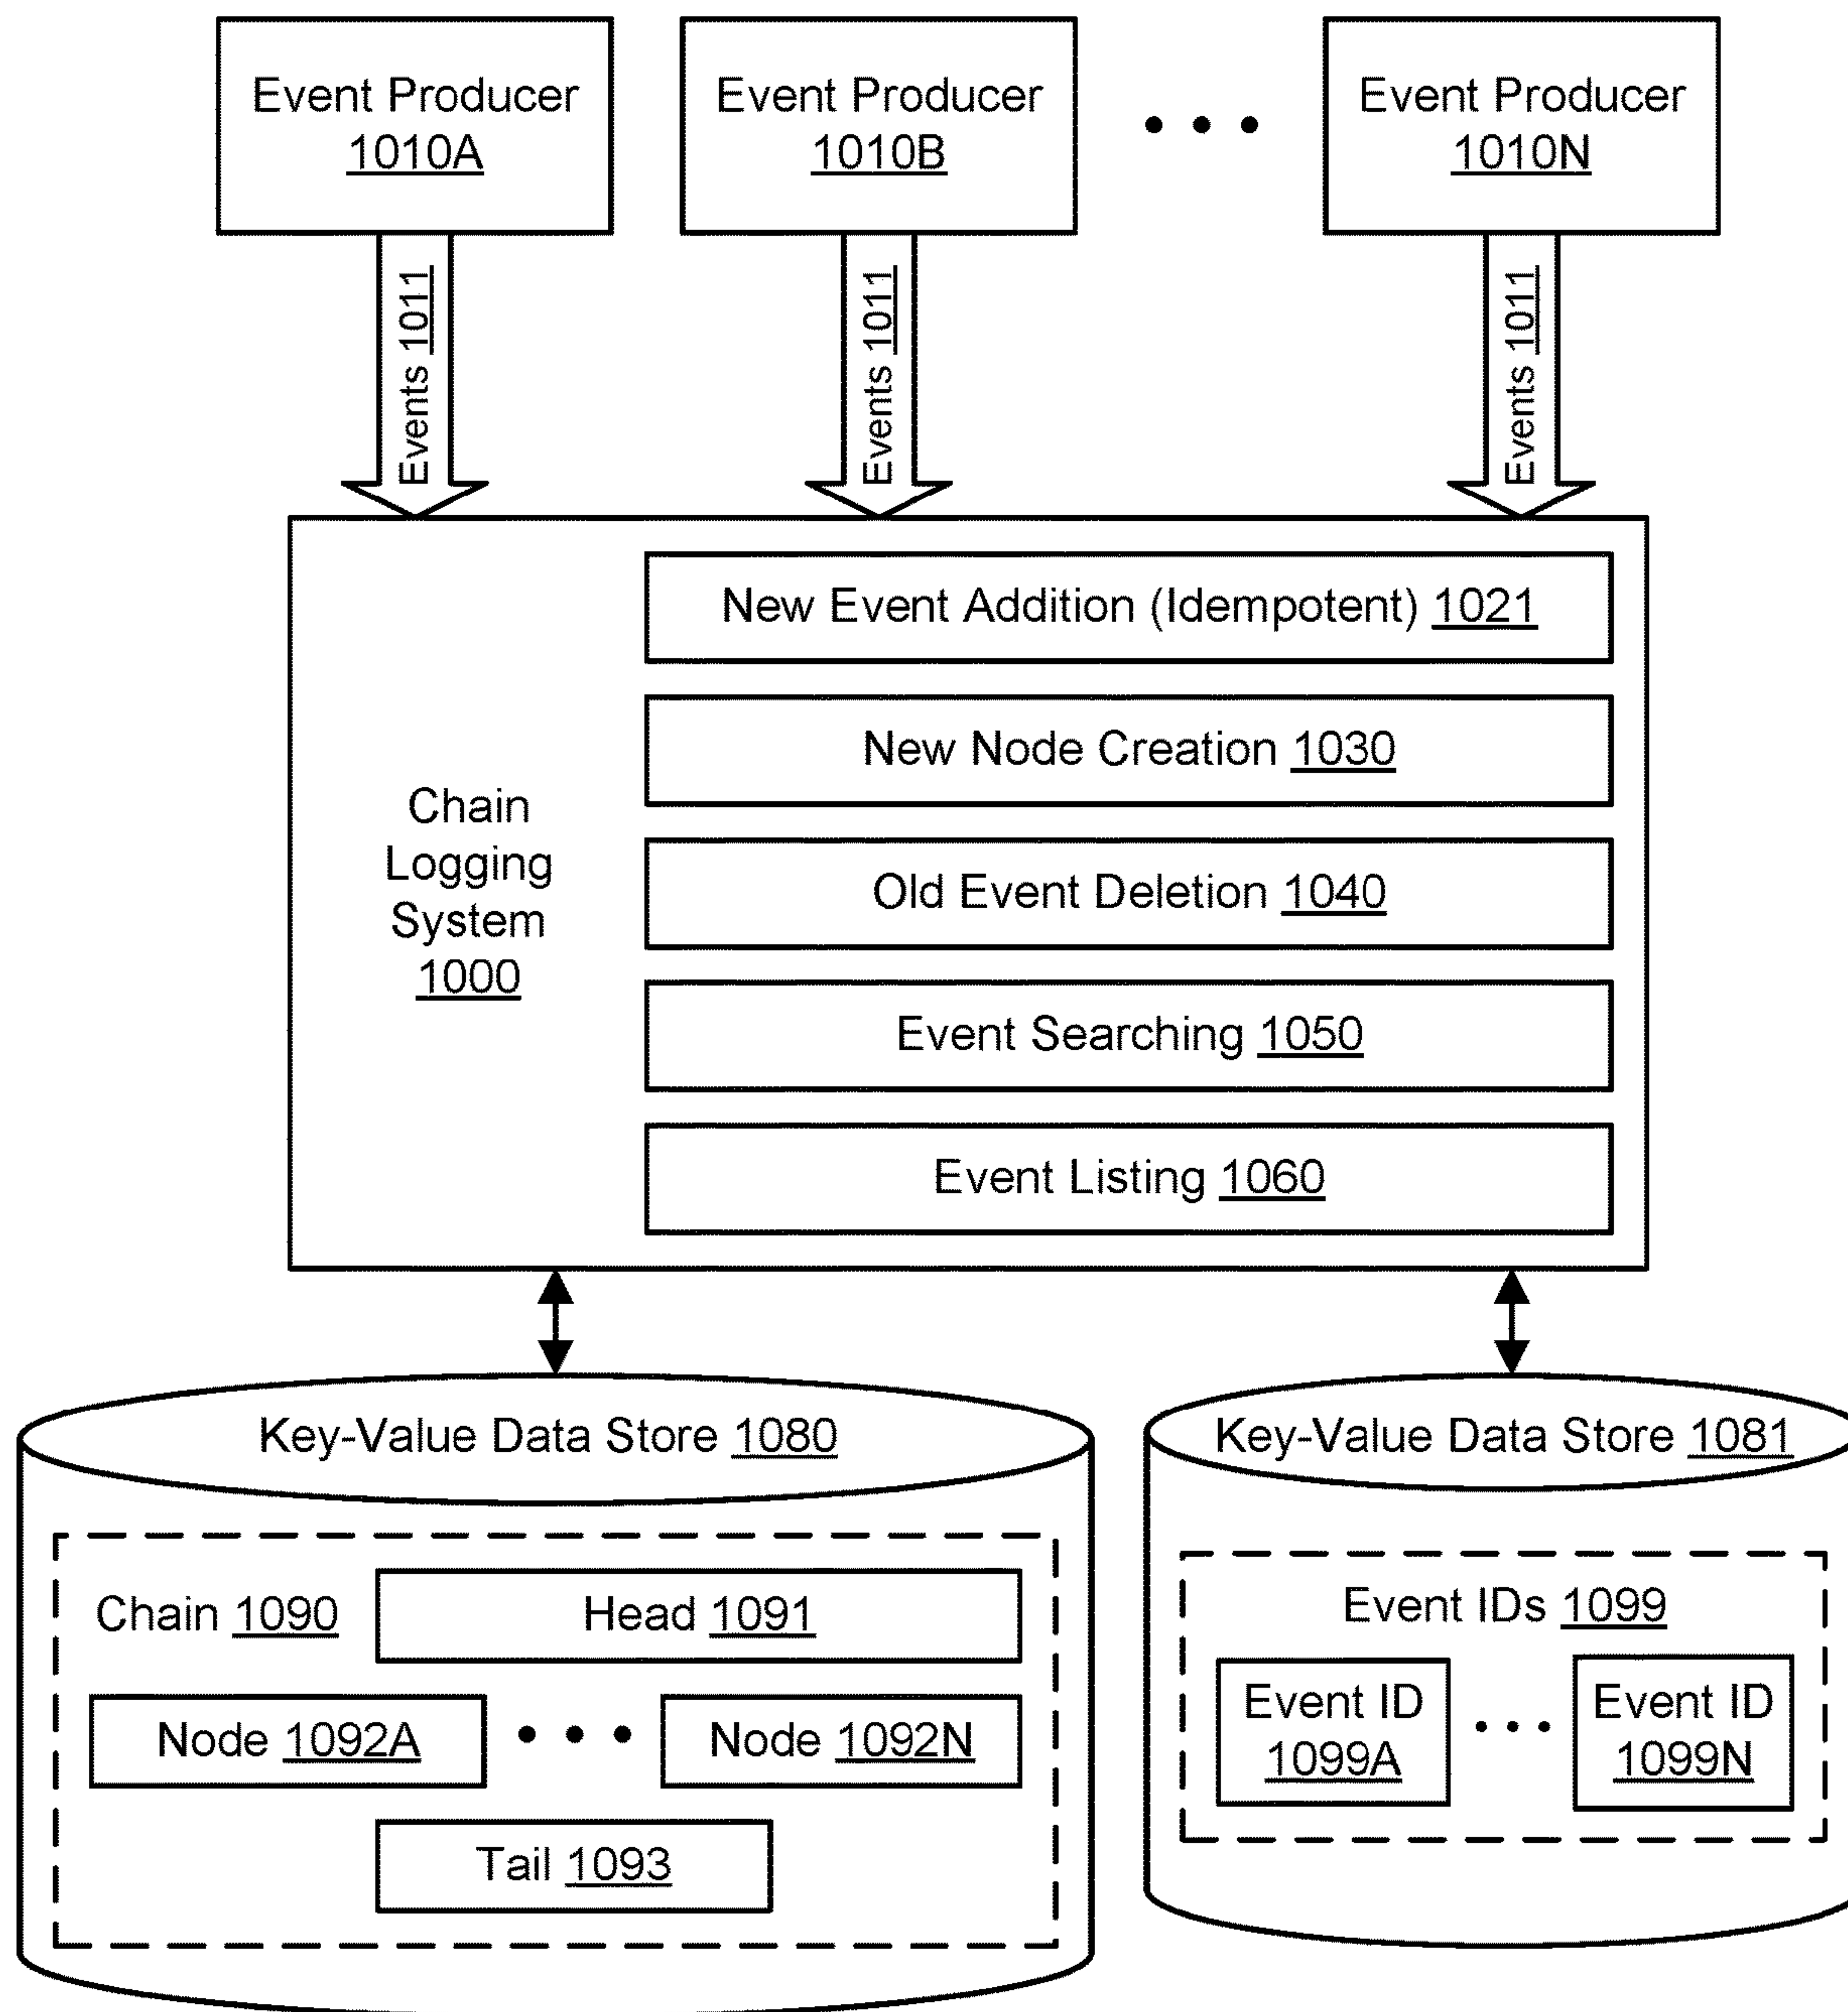 Event Producer
1010A
Event Producer
1010B
• • •
Event Producer
1010N
Events 1011
Events 1011
Events 1011
Chain
Logging
System
1000
New Event Addition (Idempotent) 1021
New Node Creation 1030
Old Event Deletion 1040
Event Searching 1050
Event Listing 1060
Key-Value Data Store 1080
Chain 1090
Head 1091
Node 1092A
• • •
Node 1092N
Tail 1093
Key-Value Data Store 1081
Event IDs 1099
Event ID
1099A
• • •
Event ID
1099N